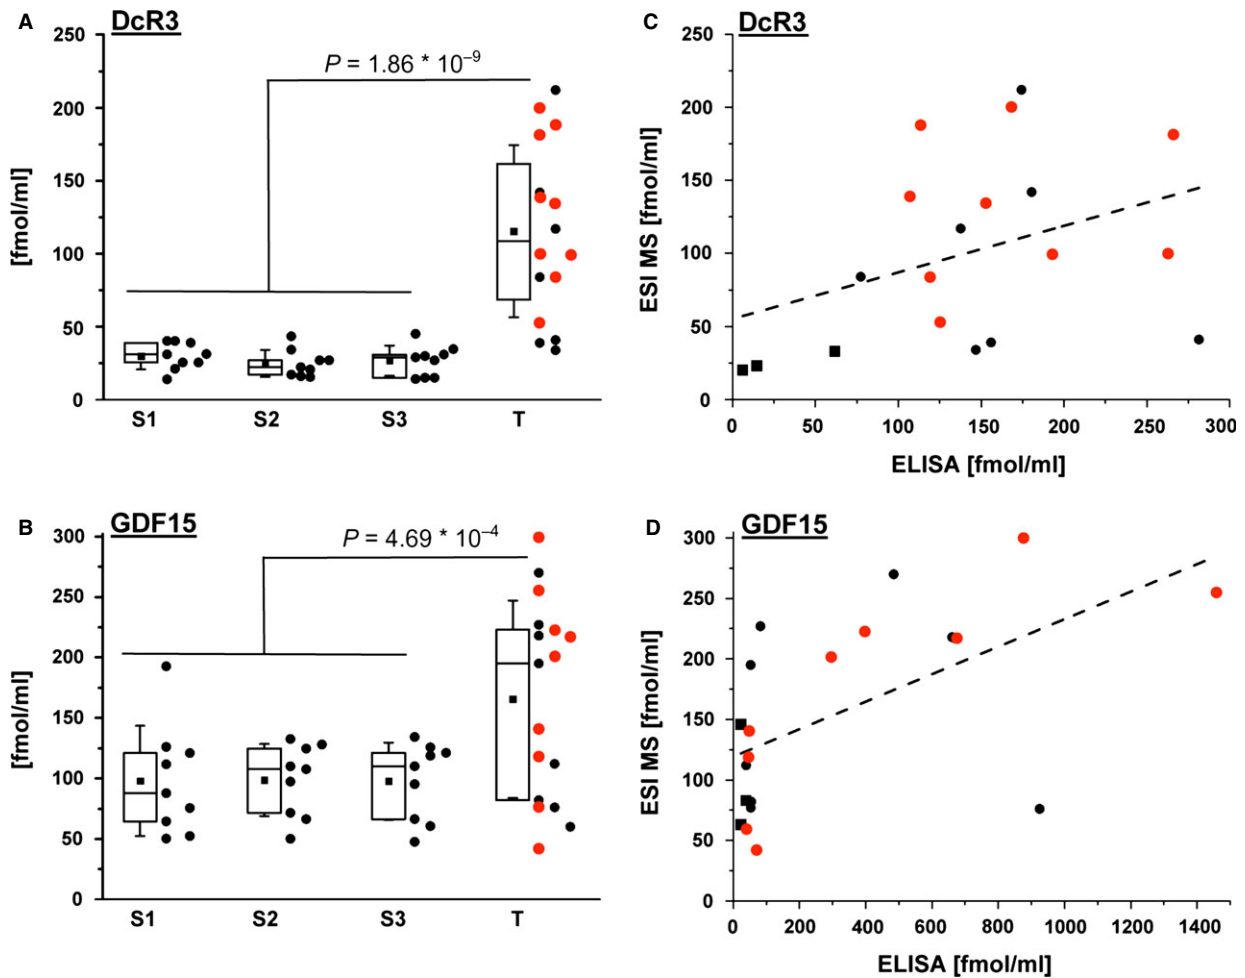 A DcR3
P = 1.86 * 10–9
[fmol/ml]
250
200
150
100
50
0
S1 S2 S3 T
C DcR3
ESI MS [fmol/ml]
250
200
150
100
50
0
0 50 100 150 200 250 300
ELISA [fmol/ml]
B GDF15
P = 4.69 * 10–4
[fmol/ml]
300
250
200
150
100
50
0
S1 S2 S3 T
D GDF15
ESI MS [fmol/ml]
300
250
200
150
100
50
0
0 200 400 600 800 1000 1200 1400
ELISA [fmol/ml]